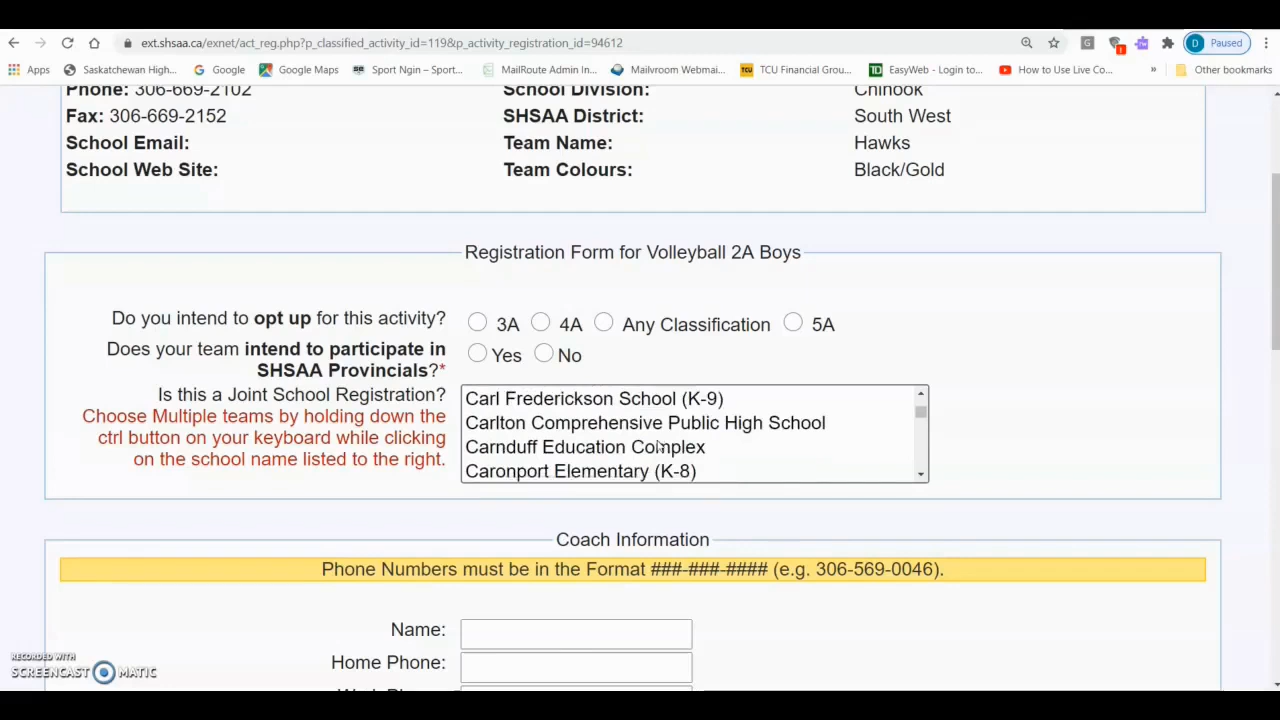 ext.shsaa.ca/exnet/act_reg.php?p_classified_activity_id=119&p_activity_registration_id=94612
G
1
D Paused
Apps Saskatchewan High... Google Google Maps Sport Ngin – Sport... MailRoute Admin In... Mailvroom Webmai... TCU Financial Grou... EasyWeb - Login to... How to Use Live Co... » Other bookmarks
Phone: 306-669-2102 School Division: Chinook
Fax: 306-669-2152 SHSAA District: South West
School Email: Team Name: Hawks
School Web Site: Team Colours: Black/Gold
Registration Form for Volleyball 2A Boys
Do you intend to opt up for this activity? 3A 4A Any Classification 5A
Does your team intend to participate in
SHSAA Provincials?* Yes No
Is this a Joint School Registration?
Choose Multiple teams by holding down the
ctrl button on your keyboard while clicking
on the school name listed to the right.
Carl Frederickson School (K-9)
Carlton Comprehensive Public High School
Carnduff Education Complex
Caronport Elementary (K-8)
Coach Information
Phone Numbers must be in the Format ###-###-#### (e.g. 306-569-0046).
Name:
Home Phone:
RECORDED WITH
SCREENCAST MATIC